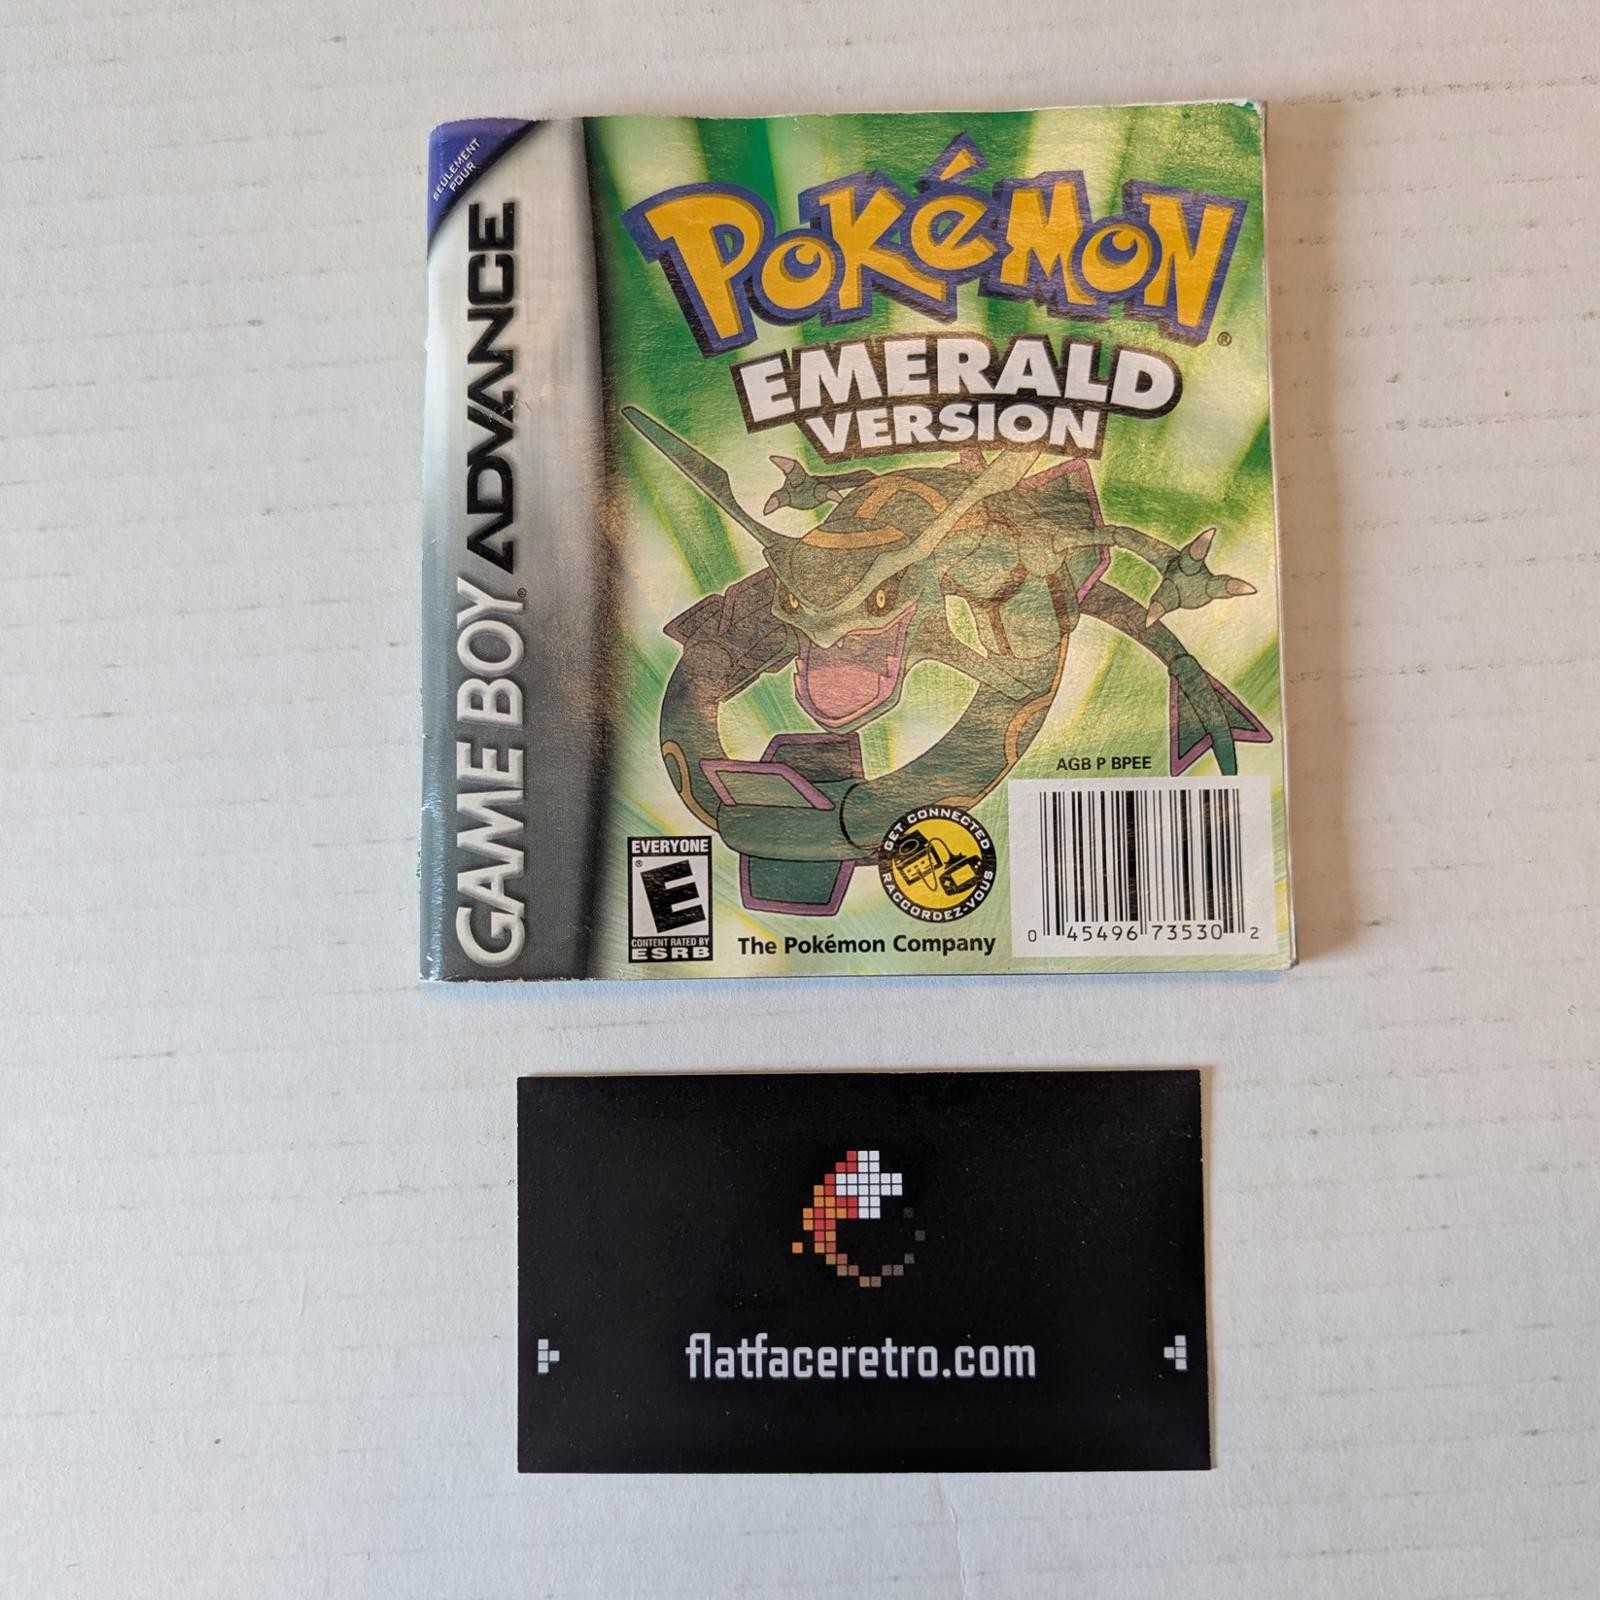 SEULEMENT
POUR
GAME BOY® ADVANCE
POKéMON®
EMERALD
VERSION
AGB P BPEE
EVERYONE
®
E
CONTENT RATED BY
ESRB
GET CONNECTED
RACCORDEZ-VOUS
The Pokémon Company
0 45496 73530 2
flatfaceretro.com